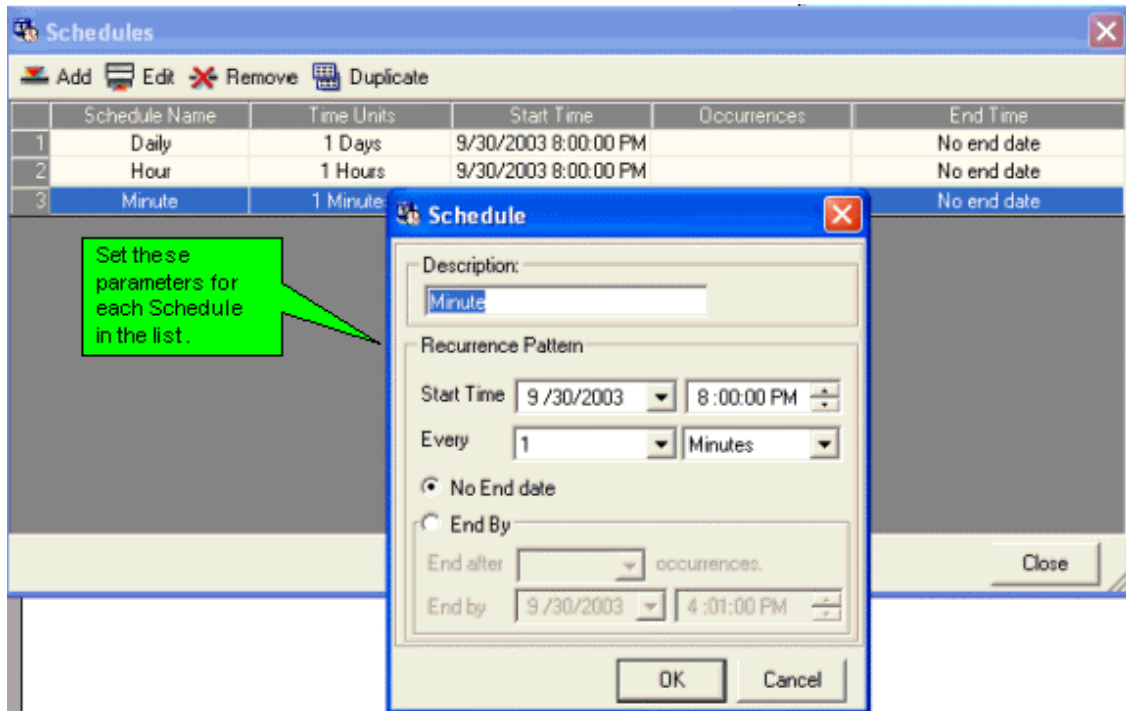 Schedules
Add Edit Remove Duplicate
Schedule Name Time Units Start Time Occurrences End Time
1 Daily 1 Days 9/30/2003 8:00:00 PM No end date
2 Hour 1 Hours 9/30/2003 8:00:00 PM No end date
3 Minute 1 Minute No end date
Set these
parameters for
each Schedule
in the list.
Schedule
Description:
Minute
Recurrence Pattern
Start Time 9 /30/2003 8 :00:00 PM
Every 1 Minutes
No End date
End By
End after occurrences.
End by 9 /30/2003 4 :01:00 PM
OK Cancel
Close